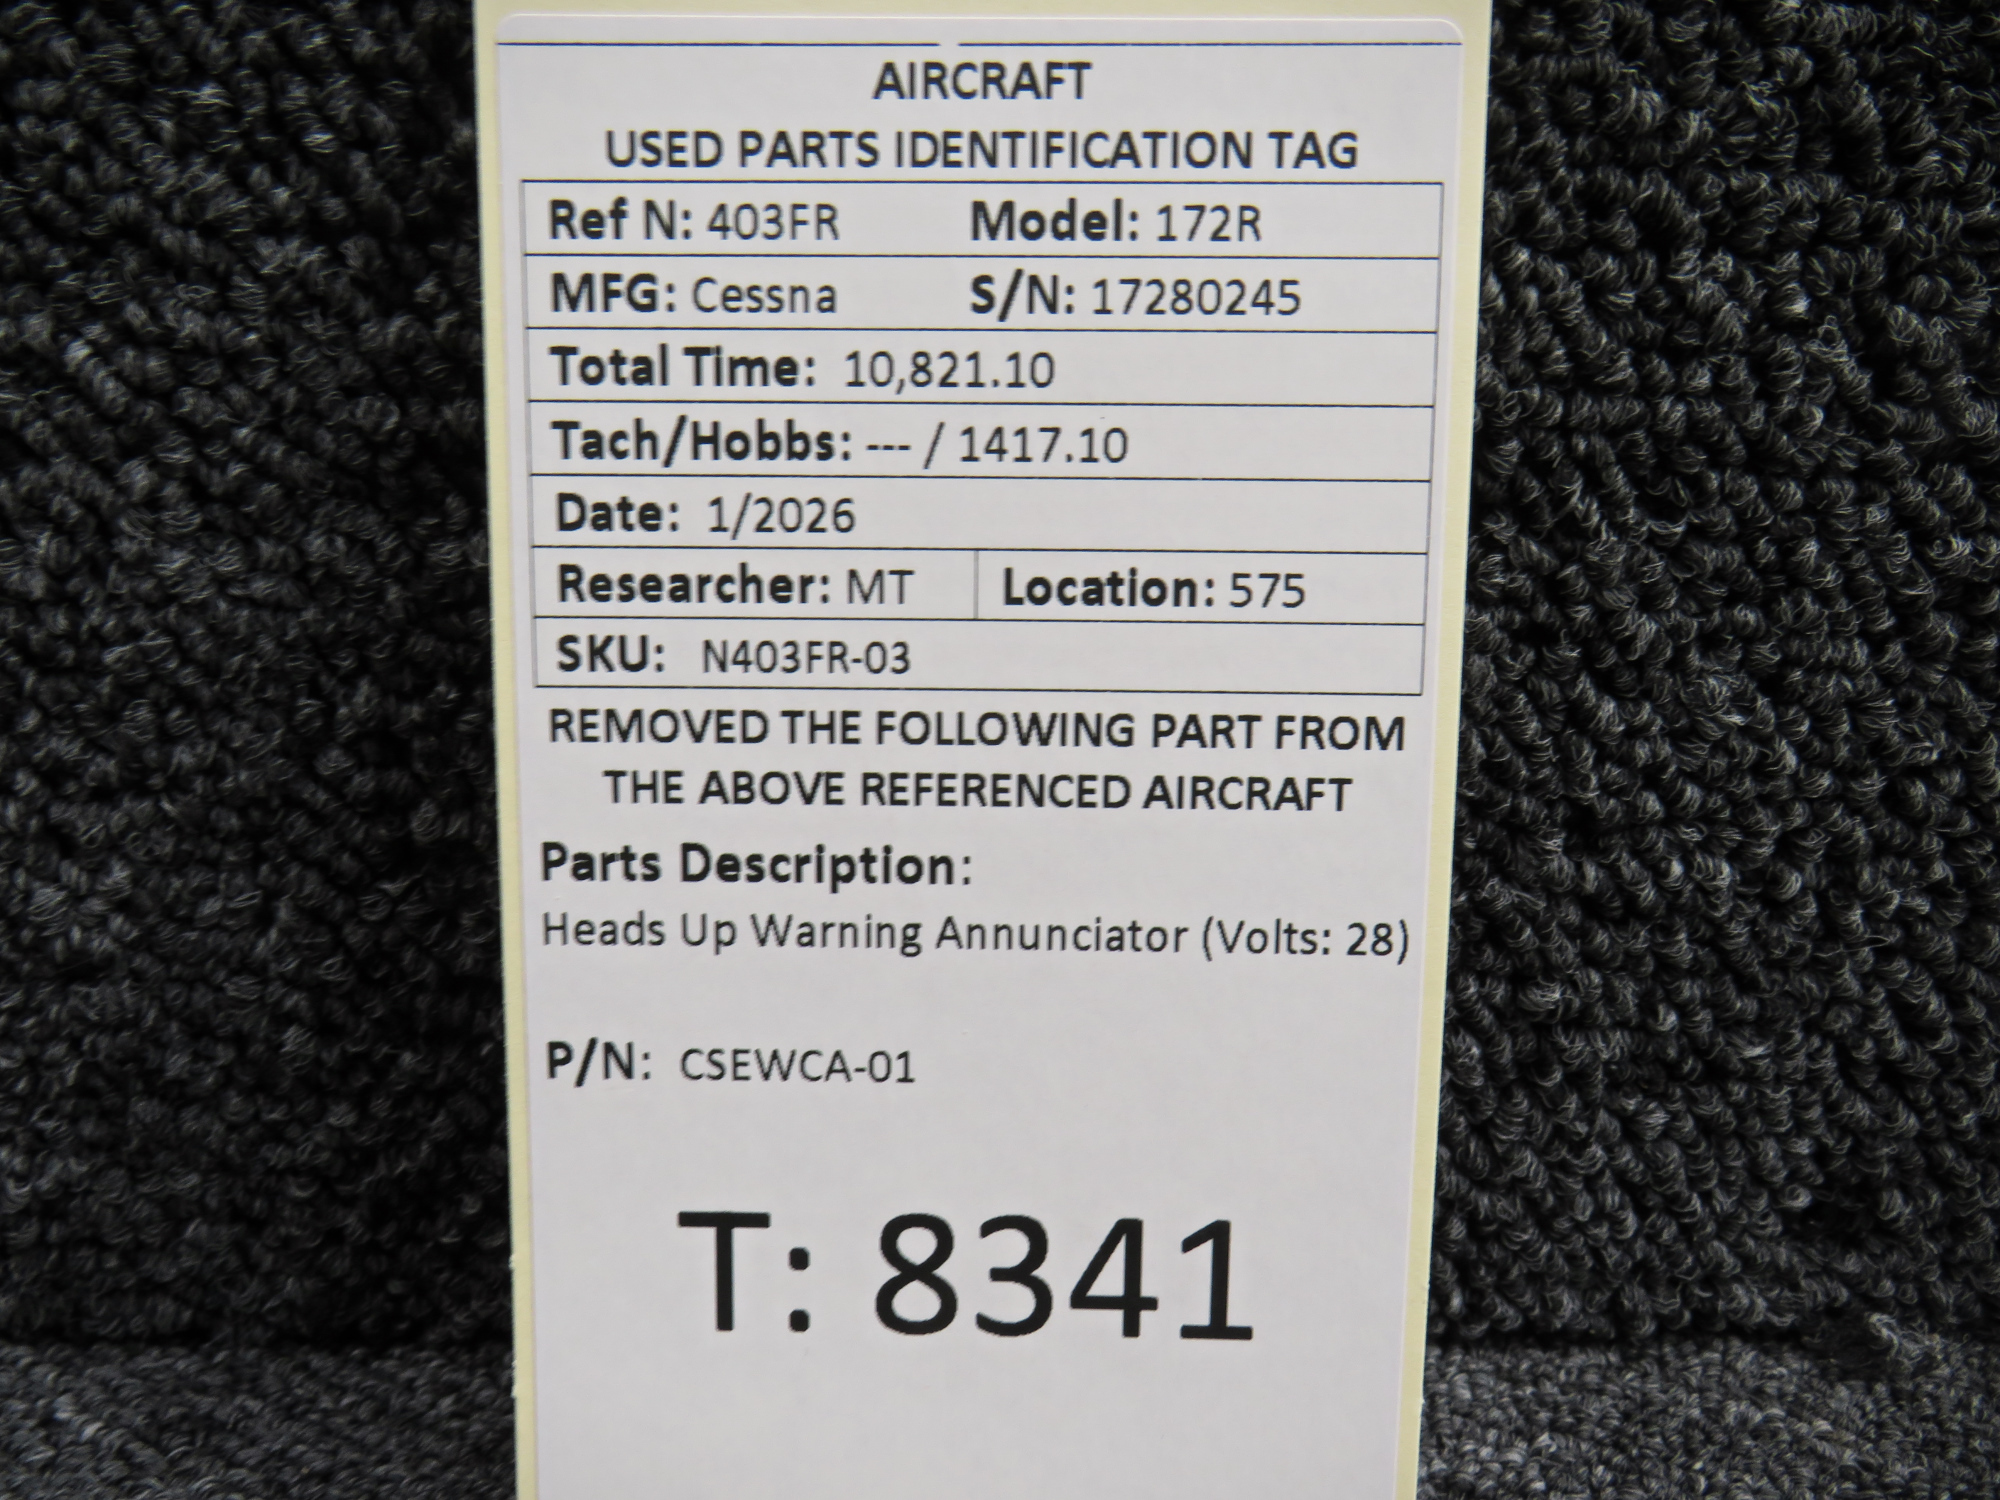 AIRCRAFT
USED PARTS IDENTIFICATION TAG
Ref N: 403FR Model: 172R
MFG: Cessna S/N: 17280245
Total Time: 10,821.10
Tach/Hobbs: --- / 1417.10
Date: 1/2026
Researcher: MT Location: 575
SKU: N403FR-03
REMOVED THE FOLLOWING PART FROM
THE ABOVE REFERENCED AIRCRAFT
Parts Description:
Heads Up Warning Annunciator (Volts: 28)
P/N: CSEWCA-01
T: 8341